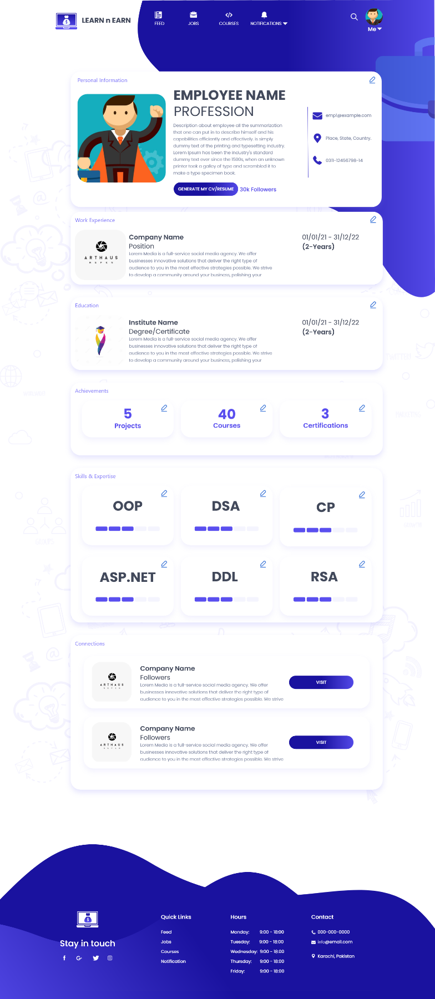 LEARN n EARN
FEED
JOBS
COURSES
NOTIFICATIONS
Me
Personal Information
EMPLOYEE NAME
PROFESSION
Description about employee all the summarization
that one can put in to describe himself and his
capabilities efficiently and effectively. is simply
dummy text of the printing and typesetting industry.
Lorem Ipsum has been the industry's standard
dummy text ever since the 1500s, when an unknown
printer took a galley of type and scrambled it to
make a type specimen book.
GENERATE MY CV/RESUME
30k Followers
emp1@example.com
Place, State, Country.
0311-12456798-14
Work Experience
ARTHAUS
Company Name
Position
Lorem Media is a full-service social media agency. We offer
businesses innovative solutions that deliver the right type of
audience to you in the most effective strategies possible. We strive
to develop a community around your business, polishing your
01/01/21 - 31/12/22
(2-Years)
Education
Institute Name
Degree/Certificate
Lorem Media is a full-service social media agency. We offer
businesses innovative solutions that deliver the right type of
audience to you in the most effective strategies possible. We strive
to develop a community around your business, polishing your
01/01/21 - 31/12/22
(2-Years)
TWITTER
MARKETING
Achievements
5
Projects
40
Courses
3
Certifications
Skills & Expertise
OOP
DSA
CP
GROWTH
ASP.NET
DDL
RSA
Connections
ARTHAUS
Company Name
Followers
Lorem Media is a full-service social media agency. We offer
businesses innovative solutions that deliver the right type of
audience to you in the most effective strategies possible. We strive
VISIT
ARTHAUS
Company Name
Followers
Lorem Media is a full-service social media agency. We offer
businesses innovative solutions that deliver the right type of
audience to you in the most effective strategies possible. We strive
VISIT
Stay in touch
Quick Links
Feed
Jobs
Courses
Notification
Hours
Monday: 9:00 - 18:00
Tuesday: 9:00 - 18:00
Wednesday: 9:00 - 18:00
Thursday: 9:00 - 18:00
Friday: 9:00 - 18:00
Contact
000-000-0000
info@email.com
Karachi, Pakistan